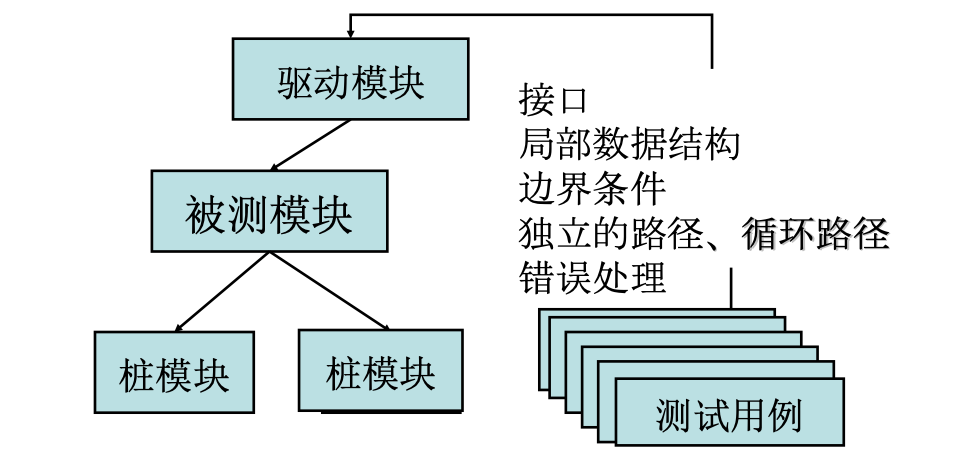 驱动模块
接口
局部数据结构
边界条件
被测模块
独立的路径、循环路径
错误处理
桩模块
桩模块
测试用例